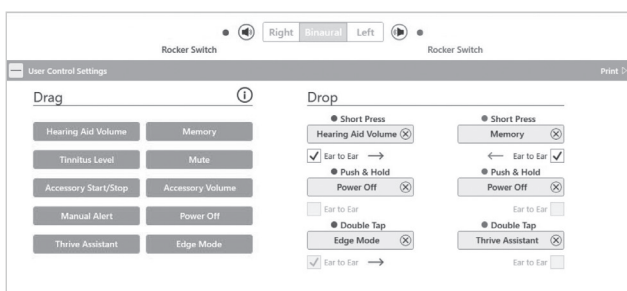 Right Binaural Left
Rocker Switch Rocker Switch
User Control Settings Print
Drag Drop
Short Press Short Press
Hearing Aid Volume Memory Hearing Aid Volume Memory
Tinnitus Level Mute Ear to Ear Ear to Ear
Push & Hold Push & Hold
Accessory Start/Stop Accessory Volume Power Off Power Off
Manual Alert Power Off Ear to Ear Ear to Ear
Double Tap Double Tap
Thrive Assistant Edge Mode Edge Mode Thrive Assistant
Ear to Ear Ear to Ear